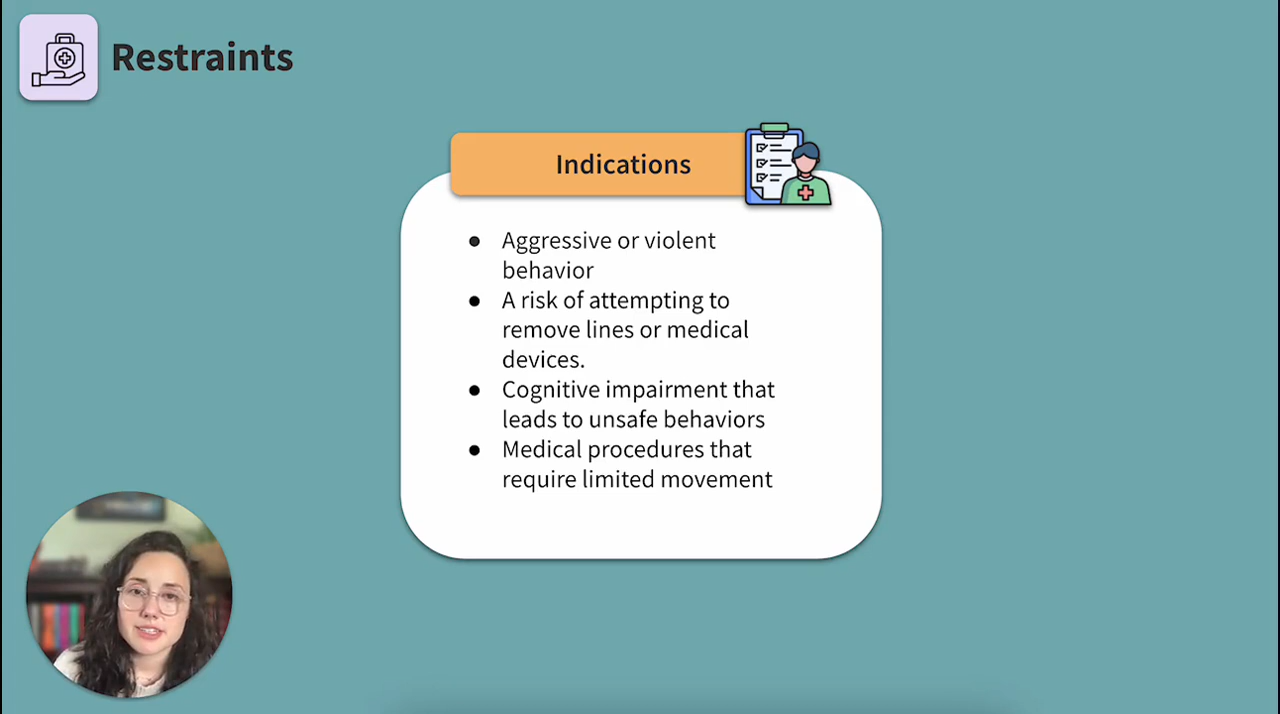 Restraints
Indications
● Aggressive or violent
behavior
● A risk of attempting to
remove lines or medical
devices.
● Cognitive impairment that
leads to unsafe behaviors
● Medical procedures that
require limited movement